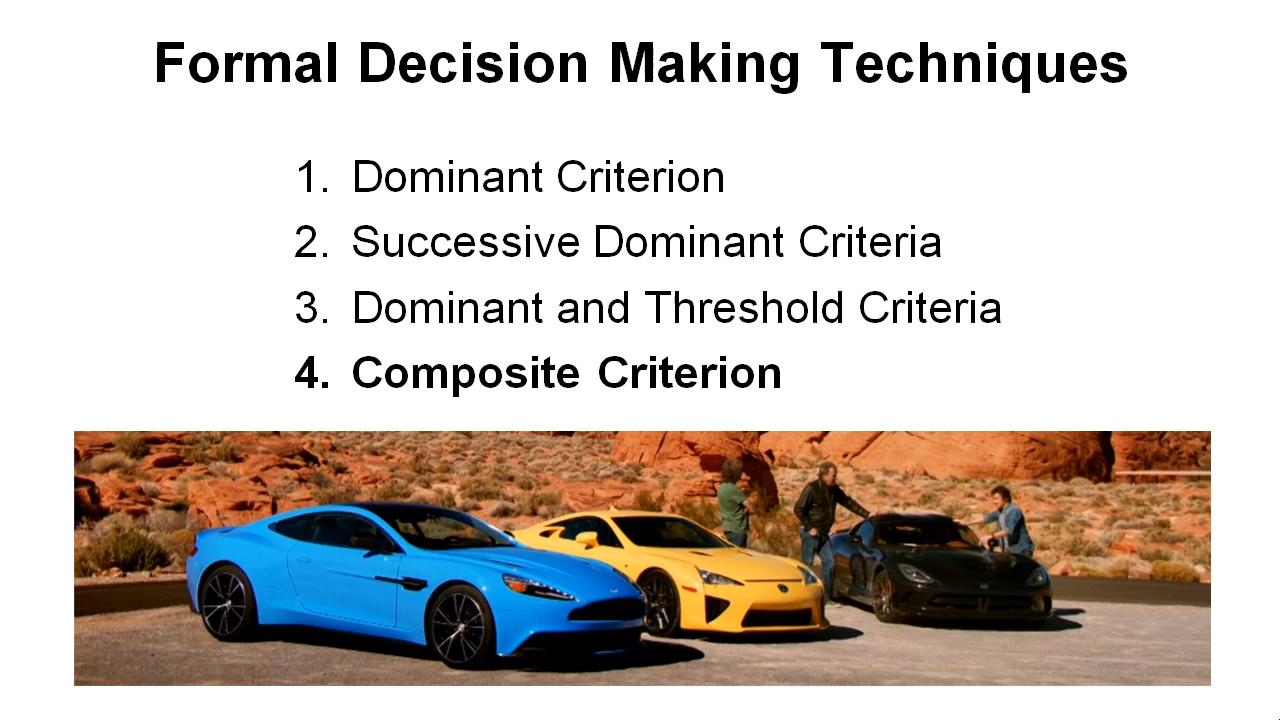 Formal Decision Making Techniques
1. Dominant Criterion
2. Successive Dominant Criteria
3. Dominant and Threshold Criteria
4. Composite Criterion